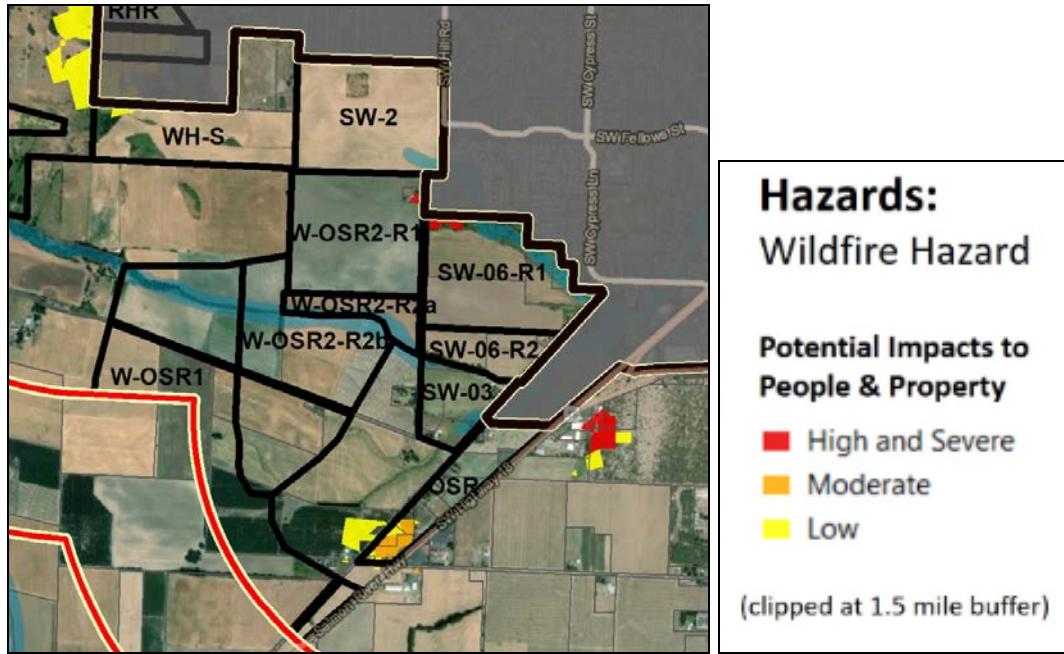 RHR
SW Hill Rd
SW Cypress St
SW-2
WH-S
SW Fellows St
SW Cypress Ln
W-OSR2-R1
SW-06-R1
W-OSR2-R2a
W-OSR2-R2b
SW-06-R2
W-OSR1
SW-03
OSR
SW Highway 18
Salmon River Hwy
Hazards:
Wildfire Hazard
Potential Impacts to
People & Property
High and Severe
Moderate
Low
(clipped at 1.5 mile buffer)